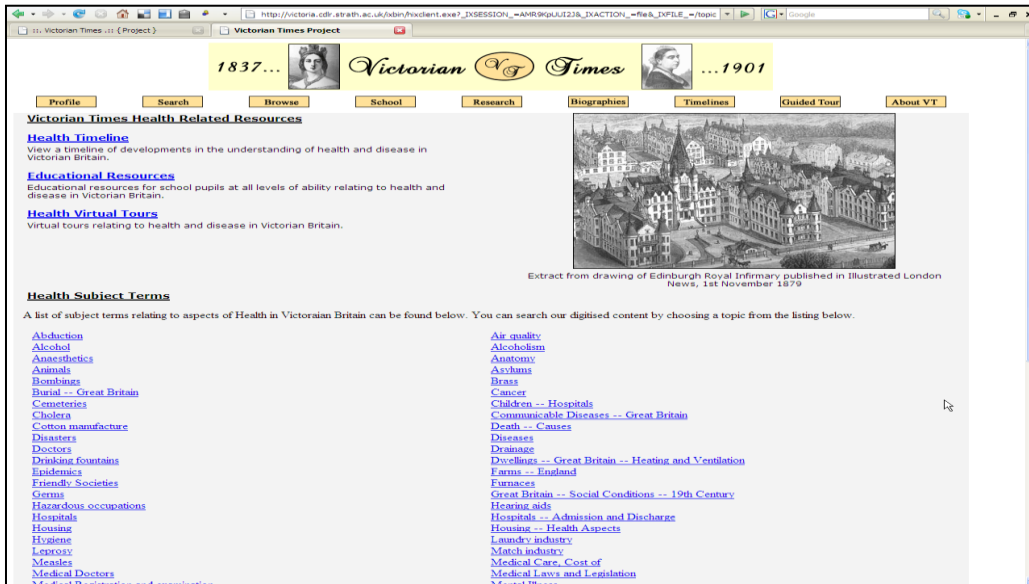 http://victoria.cdlr.strath.ac.uk/ixbin/hixclient.exe?_IXSESSION_=AMR9KpUUI2J&_IXACTION_=file&_IXFILE_=/topic
Google
::. Victorian Times .:: { Project }
Victorian Times Project
1837... Victorian VT Times ...1901
Profile Search Browse School Research Biographies Timelines Guided Tour About VT
Victorian Times Health Related Resources
Health Timeline
View a timeline of developments in the understanding of health and disease in
Victorian Britain.
Educational Resources
Educational resources for school pupils at all levels of ability relating to health and
disease in Victorian Britain.
Health Virtual Tours
Virtual tours relating to health and disease in Victorian Britain.
Extract from drawing of Edinburgh Royal Infirmary published in Illustrated London
News, 1st November 1879
Health Subject Terms
A list of subject terms relating to aspects of Health in Victoraian Britain can be found below. You can search our digitised content by choosing a topic from the listing below.
Abduction
Alcohol
Anaesthetics
Animals
Bombings
Burial -- Great Britain
Cemeteries
Cholera
Cotton manufacture
Disasters
Doctors
Drinking fountains
Epidemics
Friendly Societies
Germs
Hazardous occupations
Hospitals
Housing
Hygiene
Leprosy
Measles
Medical Doctors
Medical Registration and examination
Air quality
Alcoholism
Anatomy
Asylums
Brass
Cancer
Children -- Hospitals
Communicable Diseases -- Great Britain
Death -- Causes
Diseases
Drainage
Dwellings -- Great Britain -- Heating and Ventilation
Farms -- England
Furnaces
Great Britain -- Social Conditions -- 19th Century
Hearing aids
Hospitals -- Admission and Discharge
Housing -- Health Aspects
Laundry industry
Match industry
Medical Care, Cost of
Medical Laws and Legislation
Mental Illness